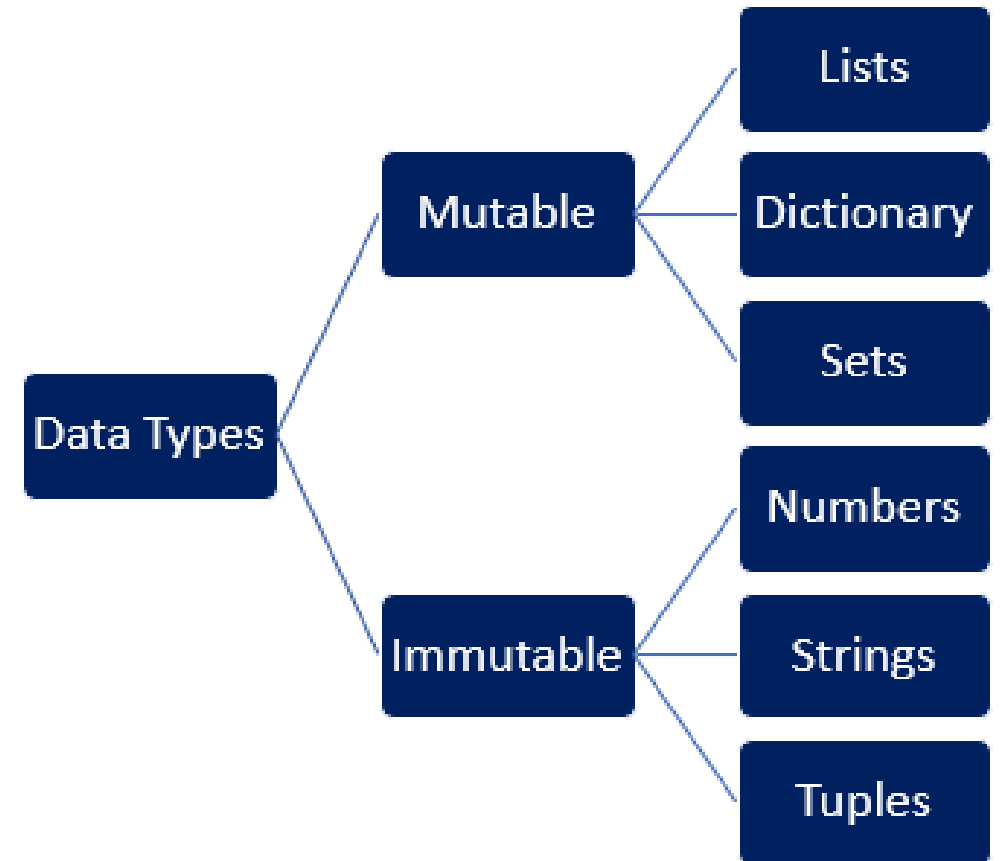 Data Types
Mutable
Lists
Dictionary
Sets
Immutable
Numbers
Strings
Tuples